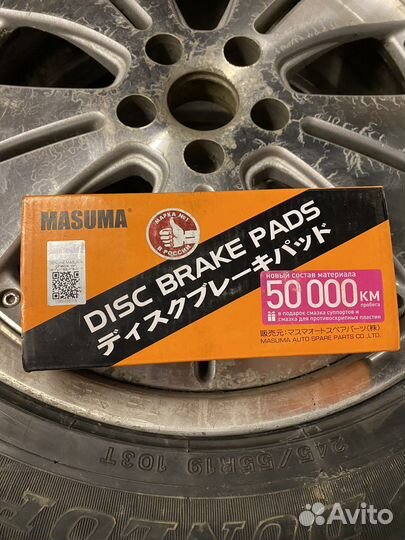 MASUMA
МАРКА №1
В РОССИИ
DISC BRAKE PADS
ディスクブレーキパッド
новый состав материала
50 000 КМ
пробега
в подарок смазка суппортов и
смазка для противоскрипных пластин
販売元:マスマオートスペアパーツ(株)
MASUMA AUTO SPARE PARTS CO.,LTD.
245/55R19 103T
DUNLOP
Avito